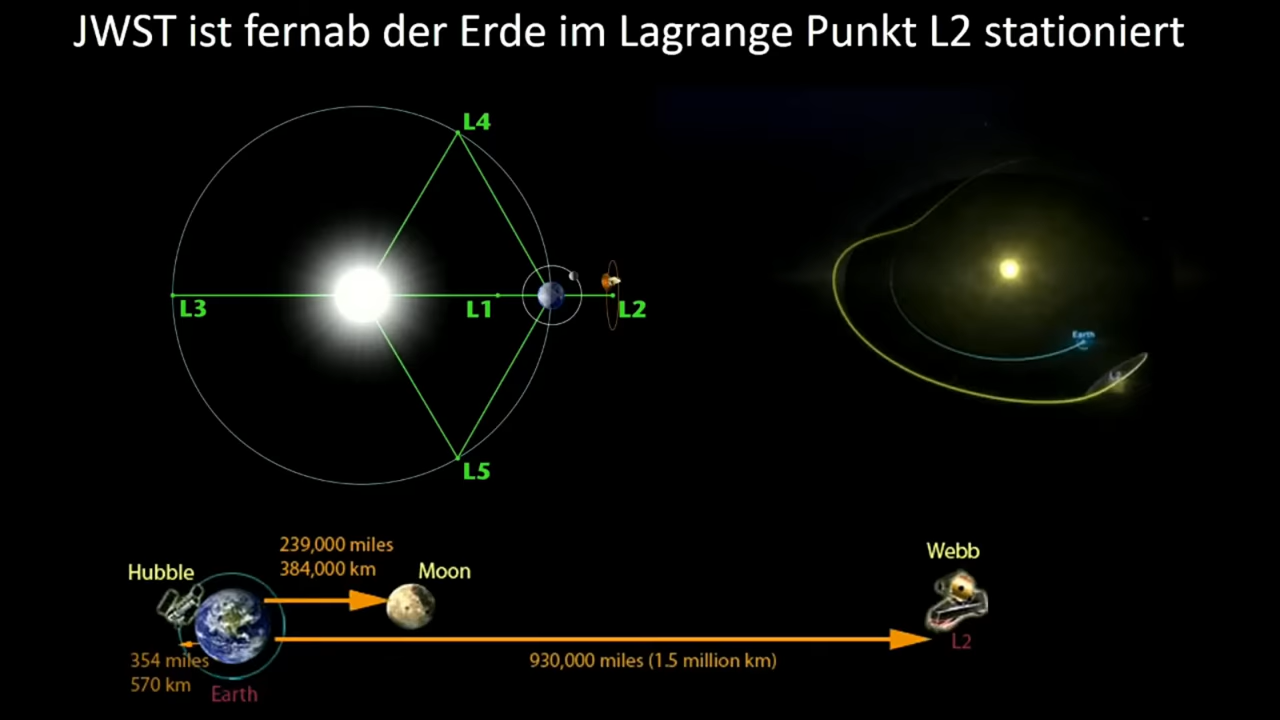 JWST ist fernab der Erde im Lagrange Punkt L2 stationiert
L4
L3
L1
L2
L5
Earth
239,000 miles
384,000 km
Hubble
Moon
Webb
354 miles
570 km
Earth
930,000 miles (1.5 million km)
L2